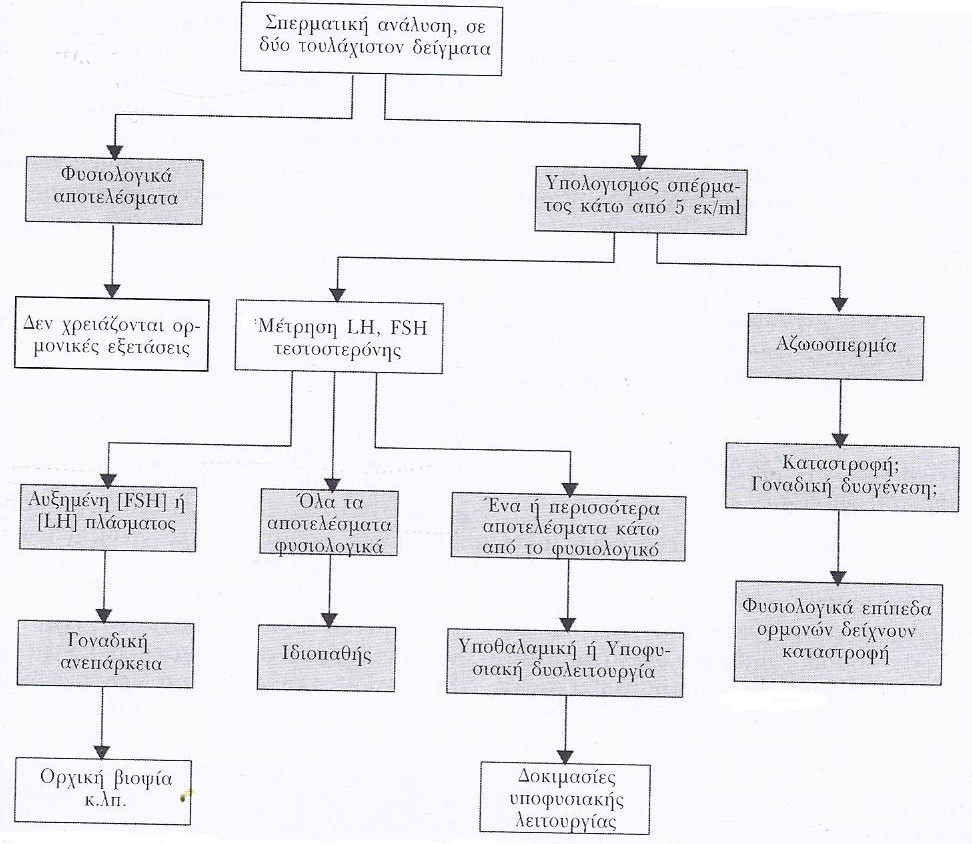 Σπερματική ανάλυση, σε
δύο τουλάχιστον δείγματα
Φυσιολογικά
αποτελέσματα
Υπολογισμός σπέρμα-
τος κάτω από 5 εκ/ml
Δεν χρειάζονται ορ-
μονικές εξετάσεις
Μέτρηση LH, FSH
τεστοστερόνης
Αζωοσπερμία
Αυξημένη [FSH] ή
[LH] πλάσματος
Όλα τα
αποτελέσματα
φυσιολογικά
Ένα ή περισσότερα
αποτελέσματα κάτω
από το φυσιολογικό
Καταστροφή;
Γοναδική δυσγένεση;
Γοναδική
ανεπάρκεια
Ιδιοπαθής
Υποθαλαμική ή Υποφυ-
σιακή δυσλειτουργία
Φυσιολογικά επίπεδα
ορμονών δείχνουν
καταστροφή
Ορχική βιοψία
κ.λπ.
Δοκιμασίες
υποφυσιακής
λειτουργίας